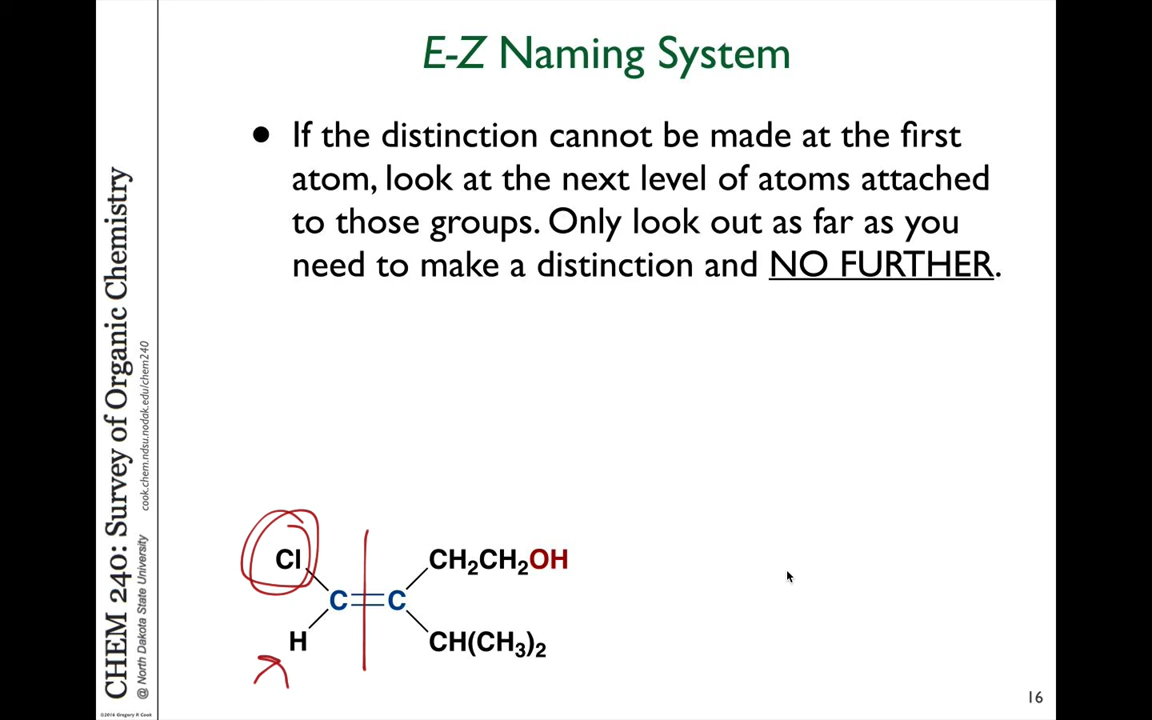 E-Z Naming System
• If the distinction cannot be made at the first
atom, look at the next level of atoms attached
to those groups. Only look out as far as you
need to make a distinction and NO FURTHER.
CHEM 240: Survey of Organic Chemistry
@ North Dakota State University cook.chem.ndsu.nodak.edu/chem240
©2016 Gregory R Cook
Cl CH₂CH₂OH
C=C
H CH(CH₃)₂
16